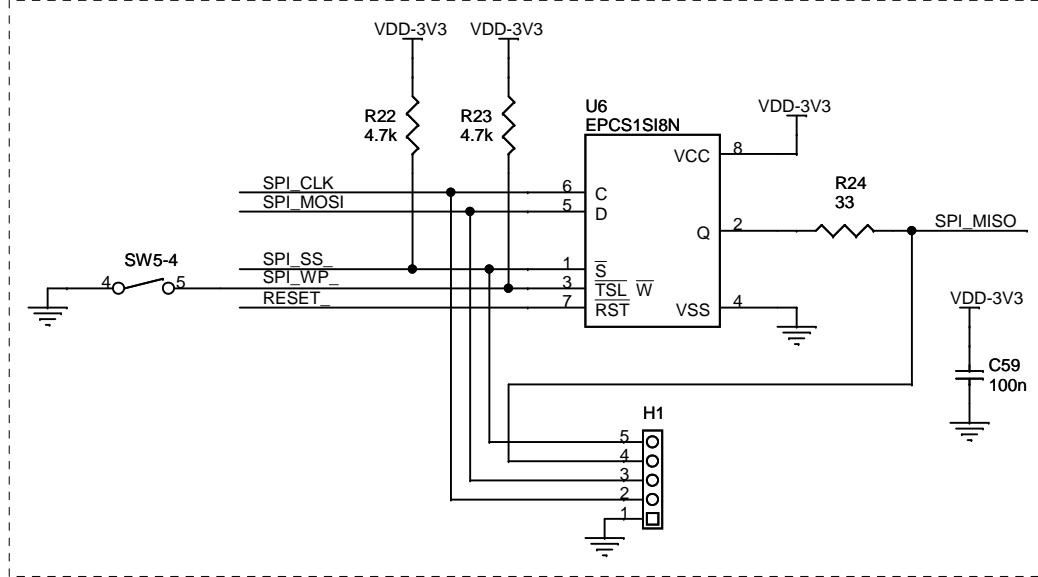 VDD-3V3
VDD-3V3
R22
4.7k
R23
4.7k
U6
EPCS1SI8N
VDD-3V3
VCC
8
SPI_CLK
6
C
SPI_MOSI
5
D
R24
33
Q
2
SPI_MISO
SW5-4
4
5
SPI_SS_
1
S
SPI_WP_
3
TSL W
RESET_
7
RST
VSS
4
VDD-3V3
C59
100n
H1
5
4
3
2
1